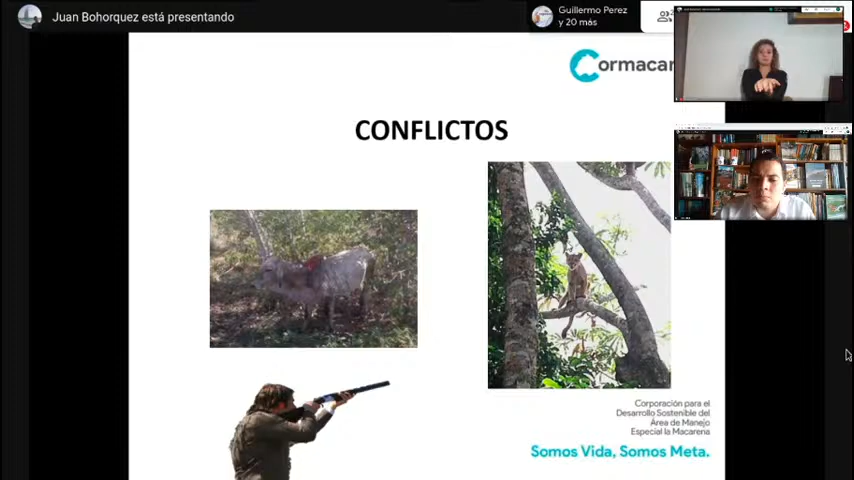 Juan Bohorquez está presentando
Guillermo Perez
y 20 más
Cormacar
CONFLICTOS
Corporación para el
Desarrollo Sostenible del
Área de Manejo
Especial la Macarena
Somos Vida, Somos Meta.